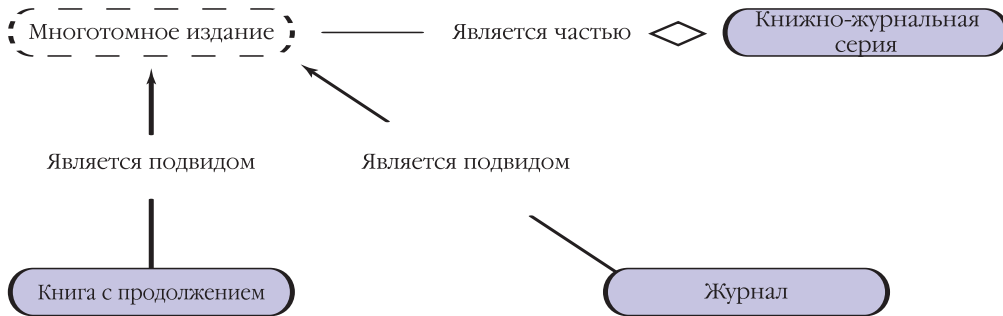 Многотомное издание
Является частью
Книжно-журнальная
серия
Является подвидом
Является подвидом
Книга с продолжением
Журнал